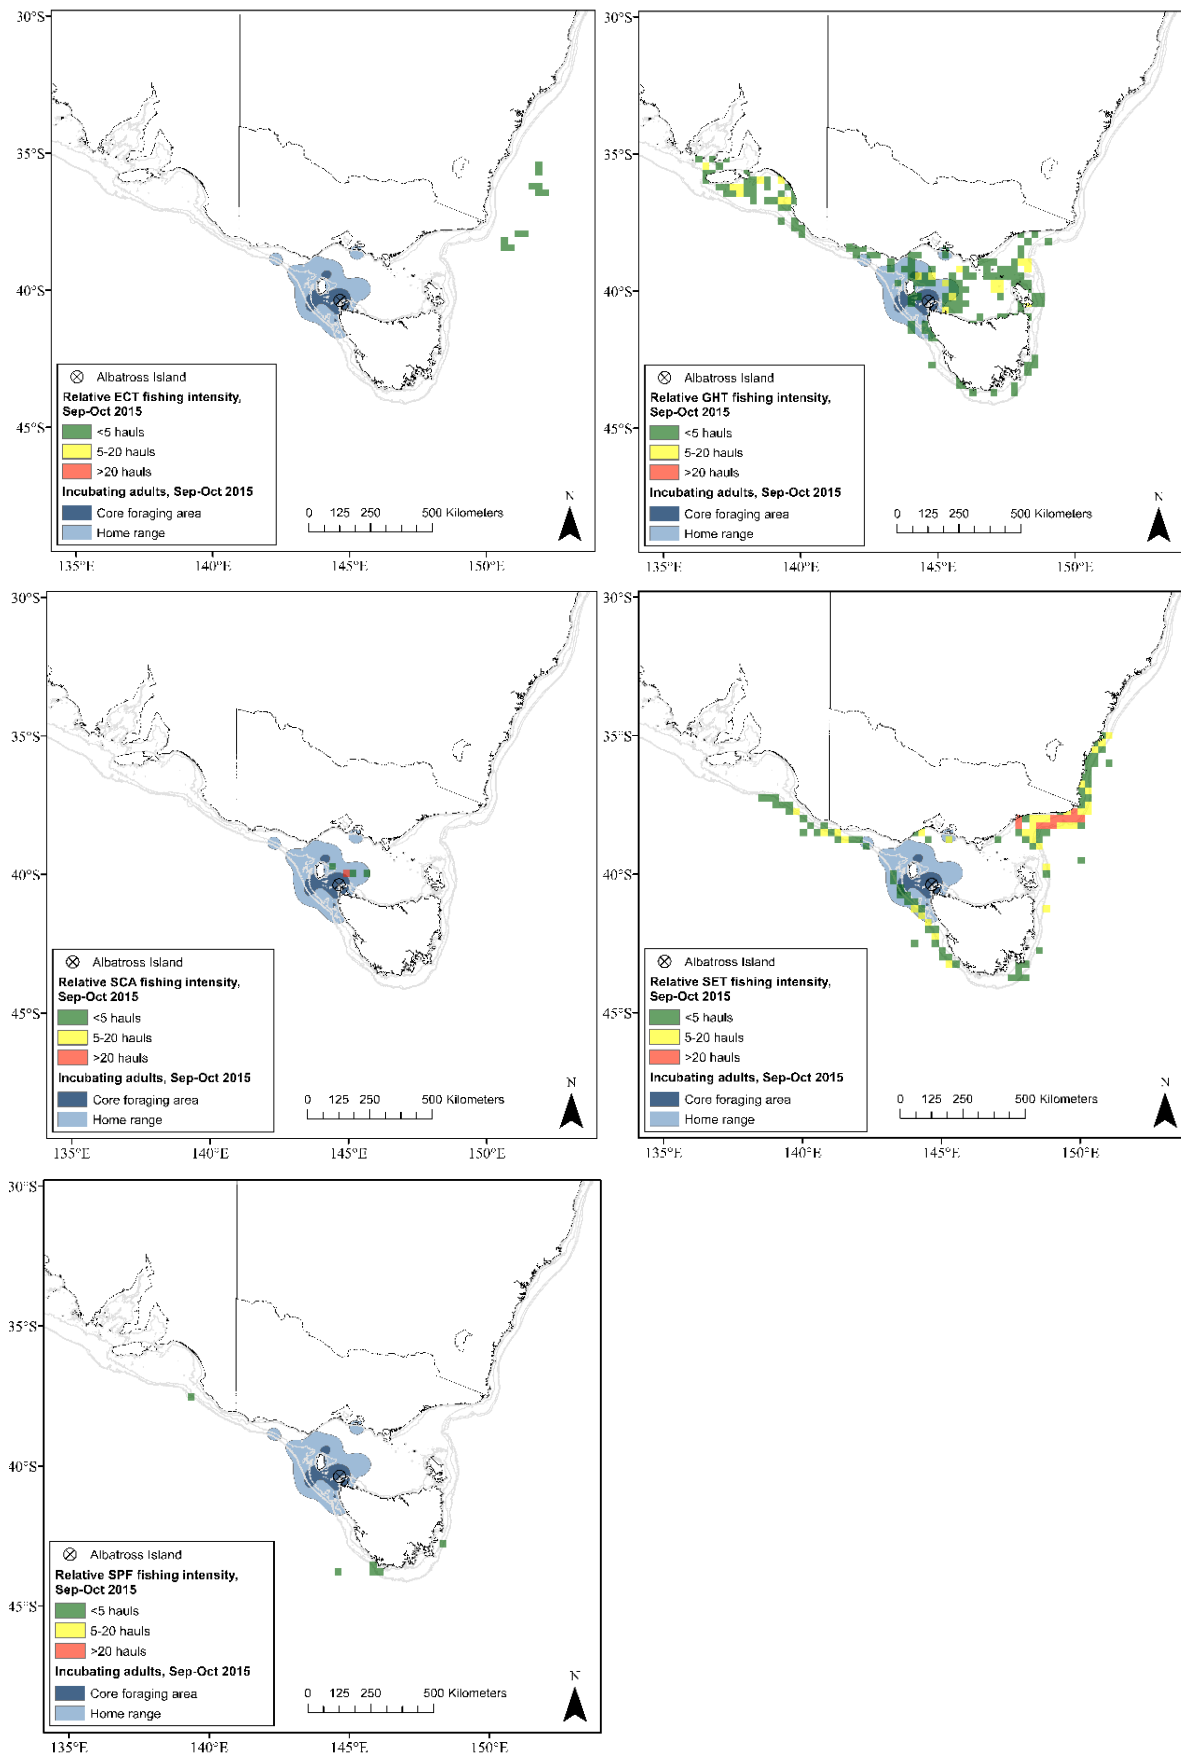 30°S
35°S
40°S
45°S
Albatross Island
Relative ECT fishing intensity,
Sep-Oct 2015
<5 hauls
5-20 hauls
>20 hauls
Incubating adults, Sep-Oct 2015
Core foraging area
Home range
0 125 250 500 Kilometers
N
135°E 140°E 145°E 150°E
30°S
35°S
40°S
45°S
Albatross Island
Relative GHT fishing intensity,
Sep-Oct 2015
<5 hauls
5-20 hauls
>20 hauls
Incubating adults, Sep-Oct 2015
Core foraging area
Home range
0 125 250 500 Kilometers
N
135°E 140°E 145°E 150°E
30°S
35°S
40°S
45°S
Albatross Island
Relative SCA fishing intensity,
Sep-Oct 2015
<5 hauls
5-20 hauls
>20 hauls
Incubating adults, Sep-Oct 2015
Core foraging area
Home range
0 125 250 500 Kilometers
N
135°E 140°E 145°E 150°E
30°S
35°S
40°S
45°S
Albatross Island
Relative SET fishing intensity,
Sep-Oct 2015
<5 hauls
5-20 hauls
>20 hauls
Incubating adults, Sep-Oct 2015
Core foraging area
Home range
0 125 250 500 Kilometers
N
135°E 140°E 145°E 150°E
30°S
35°S
40°S
45°S
Albatross Island
Relative SPF fishing intensity,
Sep-Oct 2015
<5 hauls
5-20 hauls
>20 hauls
Incubating adults, Sep-Oct 2015
Core foraging area
Home range
0 125 250 500 Kilometers
N
135°E 140°E 145°E 150°E